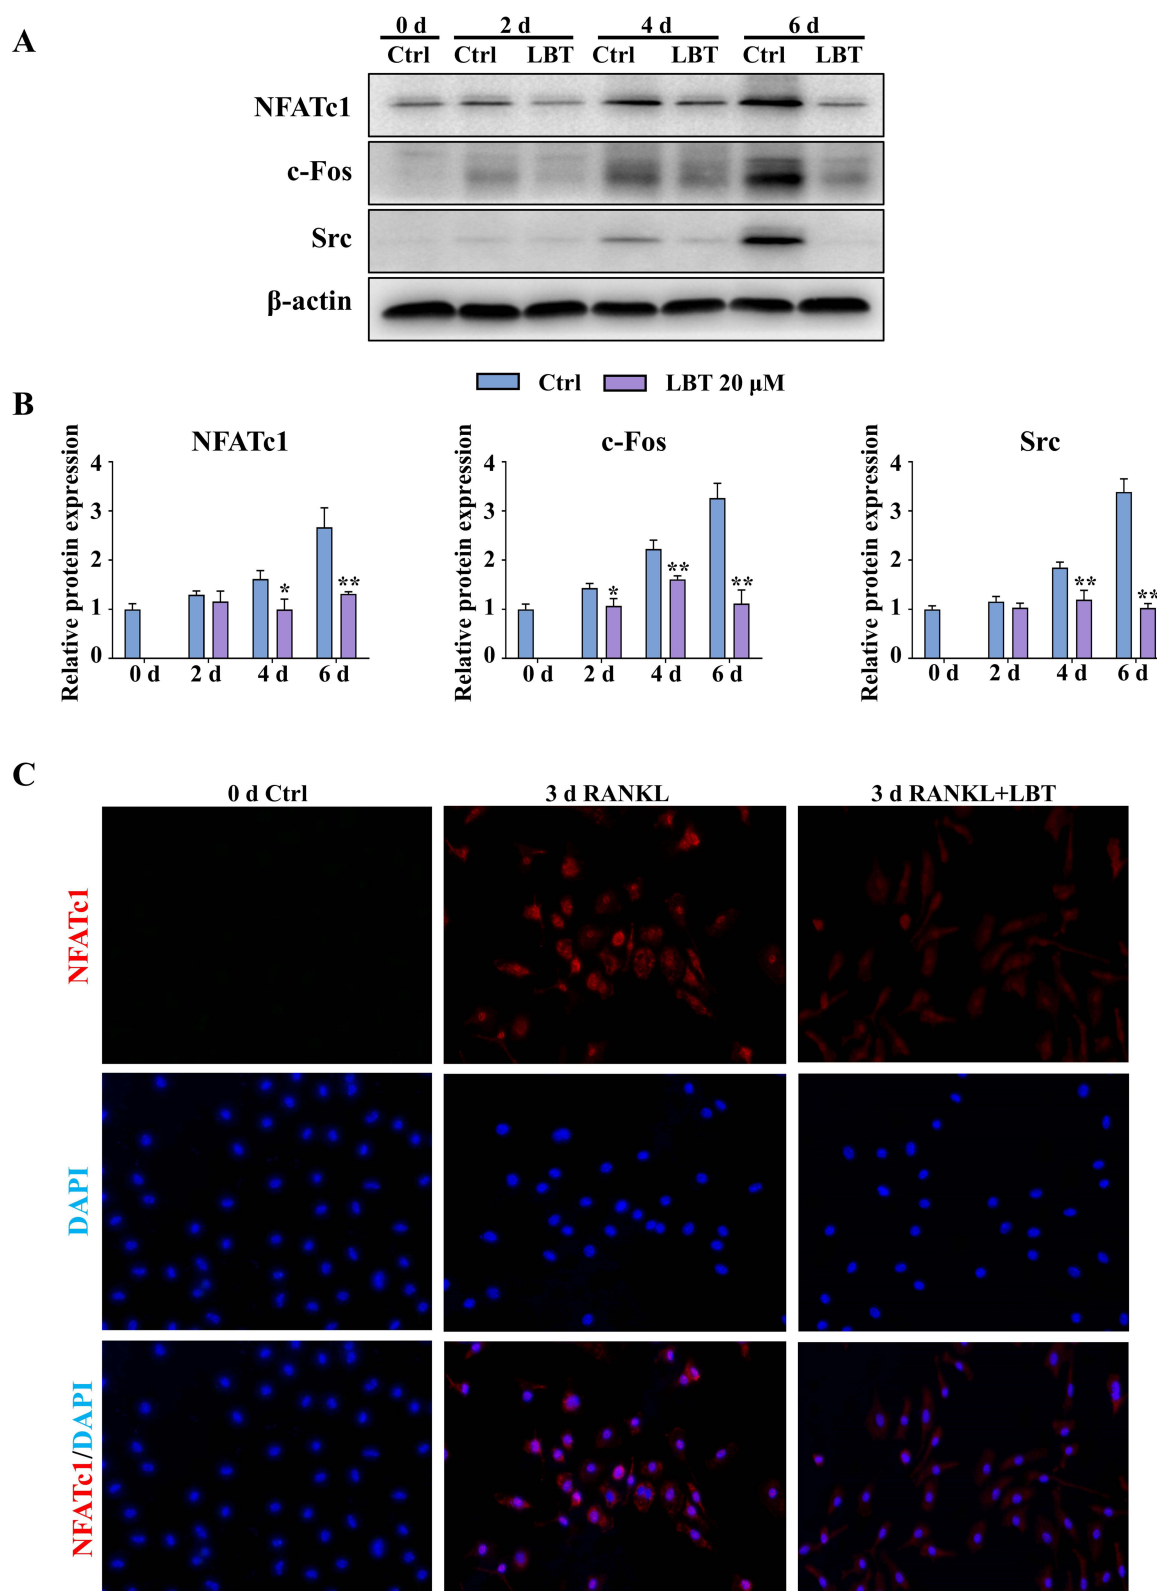 A
0 d 2 d 4 d 6 d
Ctrl Ctrl LBT Ctrl LBT Ctrl LBT
NFATc1
c-Fos
Src
β-actin
Ctrl LBT 20 μM
B
NFATc1 c-Fos Src
Relative protein expression
4
3
2
1
0
*
**
0 d 2 d 4 d 6 d
Relative protein expression
4
3
2
1
0
*
**
**
0 d 2 d 4 d 6 d
Relative protein expression
4
3
2
1
0
**
**
0 d 2 d 4 d 6 d
C
0 d Ctrl 3 d RANKL 3 d RANKL+LBT
NFATc1
DAPI
NFATc1/DAPI